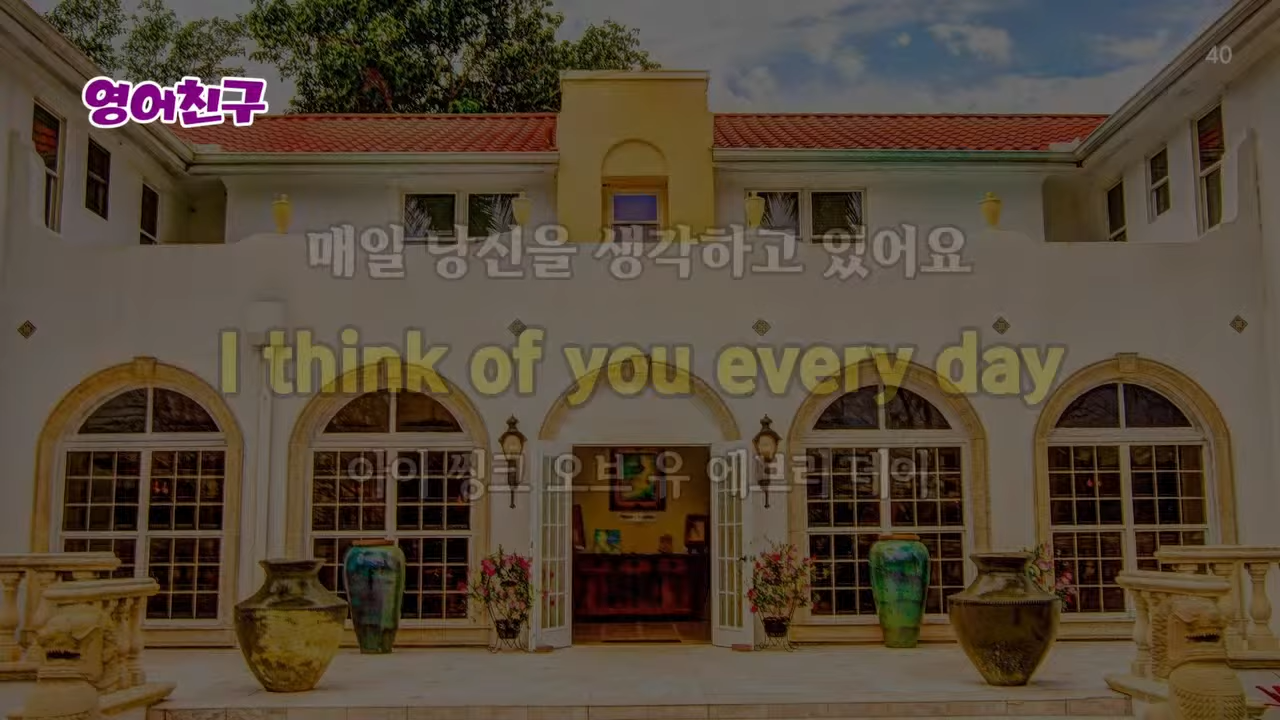 40
영어친구
매일 당신을 생각하고 있어요
I think of you every day
아이 씽크 오브 유 에브리 데이